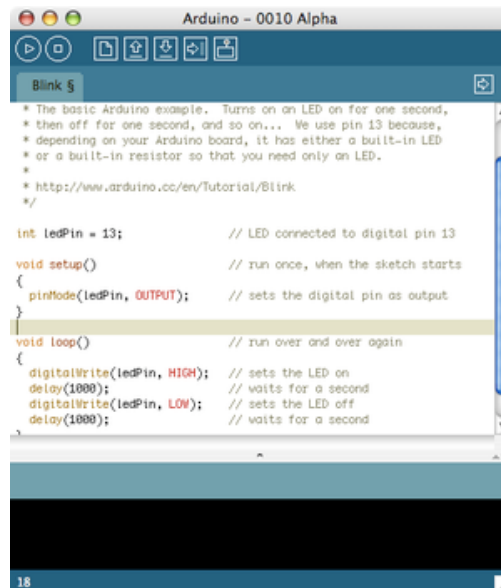 Arduino - 0010 Alpha
Blink §
* The basic Arduino example.  Turns on an LED on for one second,
* then off for one second, and so on...  We use pin 13 because,
* depending on your Arduino board, it has either a built-in LED
* or a built-in resistor so that you need only an LED.
*
* http://www.arduino.cc/en/Tutorial/Blink
*/
int ledPin = 13; // LED connected to digital pin 13
void setup() // run once, when the sketch starts
{
pinMode(ledPin, OUTPUT); // sets the digital pin as output
}
void loop() // run over and over again
{
digitalWrite(ledPin, HIGH); // sets the LED on
delay(1000); // waits for a second
digitalWrite(ledPin, LOW); // sets the LED off
delay(1000); // waits for a second
}
18